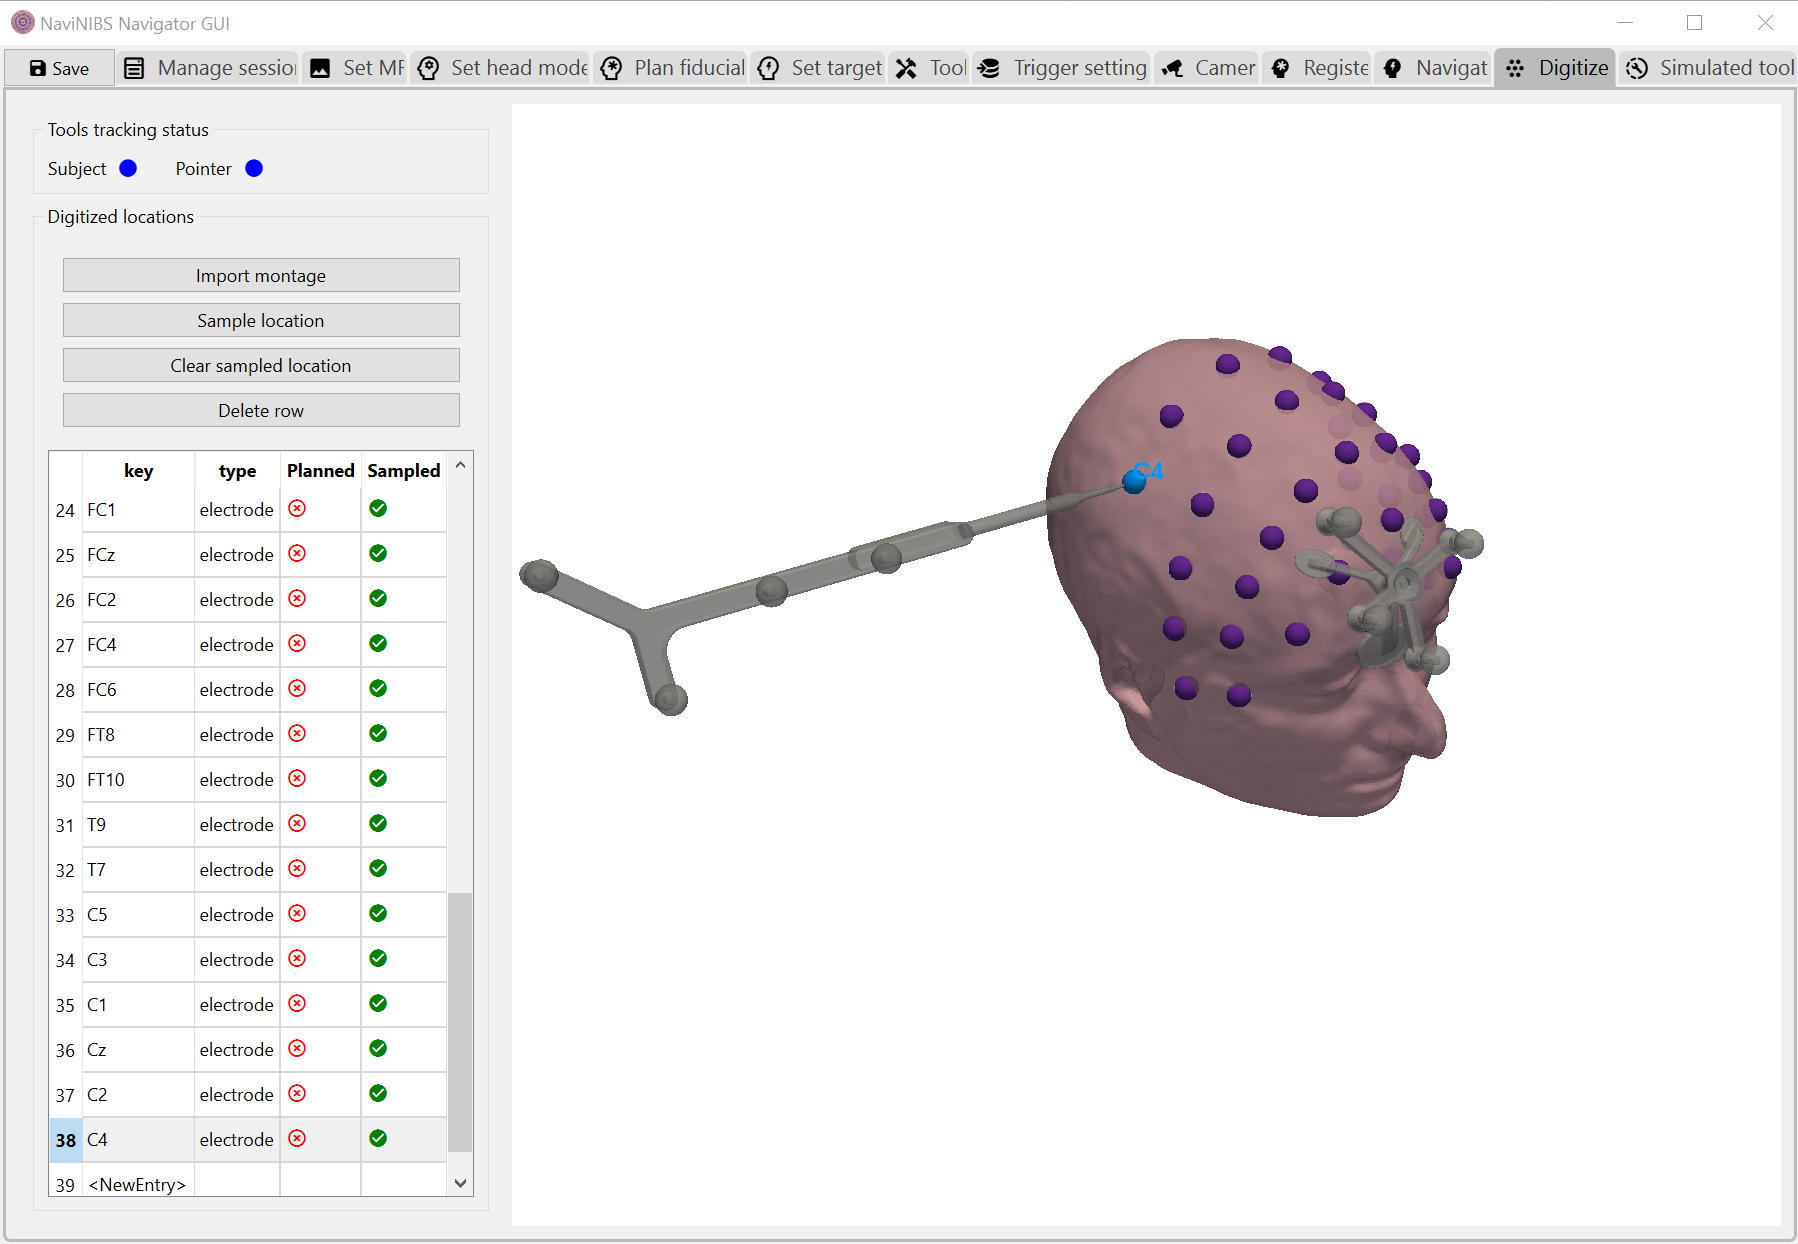 NaviNIBS Navigator GUI
Save Manage session Set MR Set head mode Plan fiducial Set target Tool Trigger setting Camer Registe Navigat Digitize Simulated tool
Tools tracking status
Subject Pointer
Digitized locations
Import montage
Sample location
Clear sampled location
Delete row
key type Planned Sampled
24 FC1 electrode
25 FCz electrode
26 FC2 electrode
27 FC4 electrode
28 FC6 electrode
29 FT8 electrode
30 FT10 electrode
31 T9 electrode
32 T7 electrode
33 C5 electrode
34 C3 electrode
35 C1 electrode
36 Cz electrode
37 C2 electrode
38 C4 electrode
39 <NewEntry>
C4